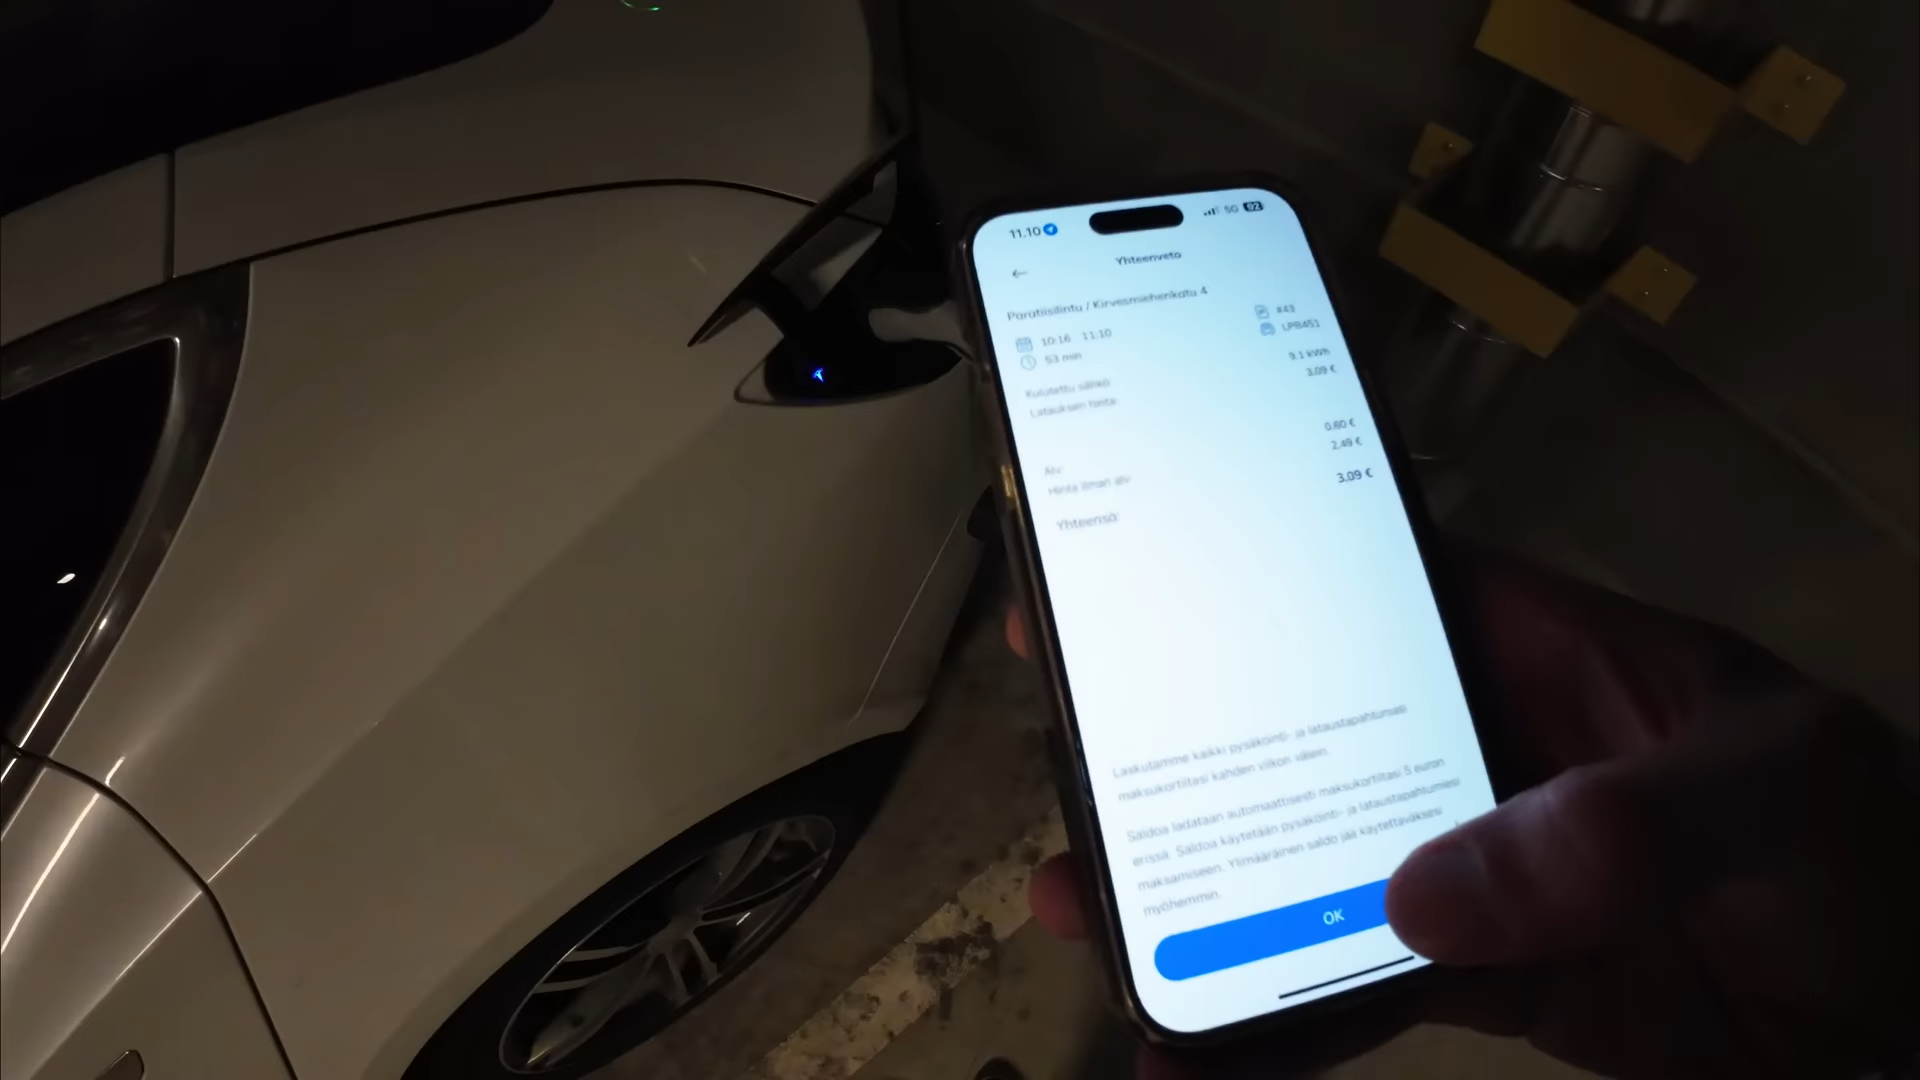 11.10 5G 92
Yhteenveto
Paratiisilintu / Kirvesmiehenkatu 4
10:16 11:10 #43
53 min LPB451
Kulutettu sähkö: 9.1 kWh
Latauksen hinta: 3,09 €
Alv: 0.60 €
Hinta ilman alv: 2,49 €
Yhteensä: 3,09 €
Laskutamme kaikki pysäköinti- ja lataustapahtumasi
maksukortiltasi kahden viikon välein.
Saldoa ladataan automaattisesti maksukortiltasi 5 euron
erissä. Saldoa käytetään pysäköinti- ja lataustapahtumiesi
maksamiseen. Ylimääräinen saldo jää käytettäväksesi
myöhemmin.
OK